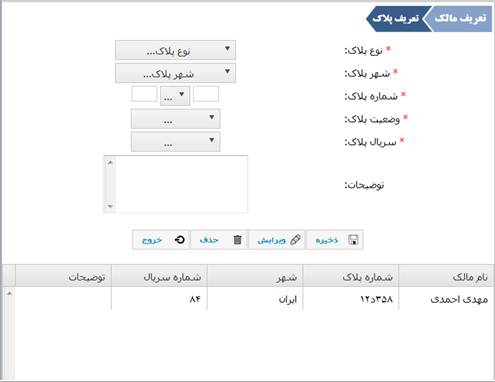 تعریف مالک تعریف پلاک
* نوع پلاک: نوع پلاک...
* شهر پلاک: شهر پلاک...
* شماره پلاک: ...
* وضعیت پلاک: ...
* سریال پلاک: ...
توضیحات:
ذخیره ویرایش حذف خروج
نام مالک شماره پلاک شهر شماره سریال توضیحات
مهدی احمدی ۳۵۸د۱۲ ایران ۸۴